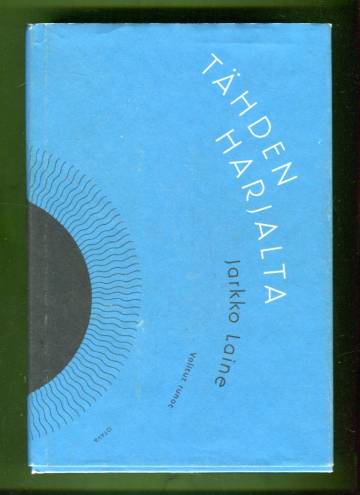 TÄHDEN
HARJALTA
Jarkko Laine
Valitut runot
OTAVA